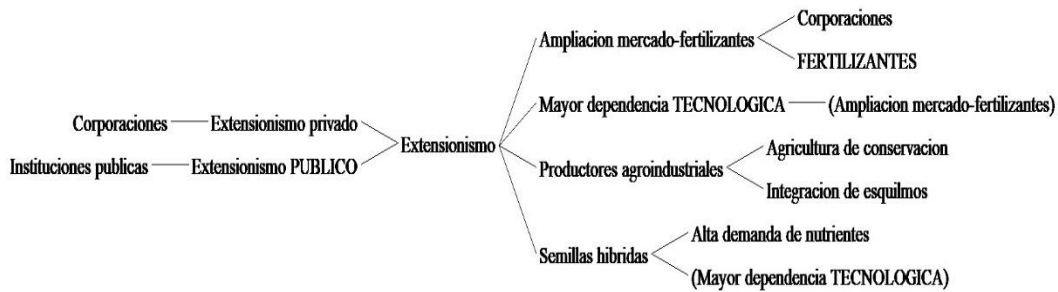 Corporaciones
Ampliacion mercado-fertilizantes
FERTILIZANTES
Mayor dependencia TECNOLOGICA
(Ampliacion mercado-fertilizantes)
Corporaciones
Extensionismo privado
Extensionismo
Instituciones publicas
Extensionismo PUBLICO
Agricultura de conservacion
Productores agroindustriales
Integracion de esquilmos
Alta demanda de nutrientes
Semillas hibridas
(Mayor dependencia TECNOLOGICA)